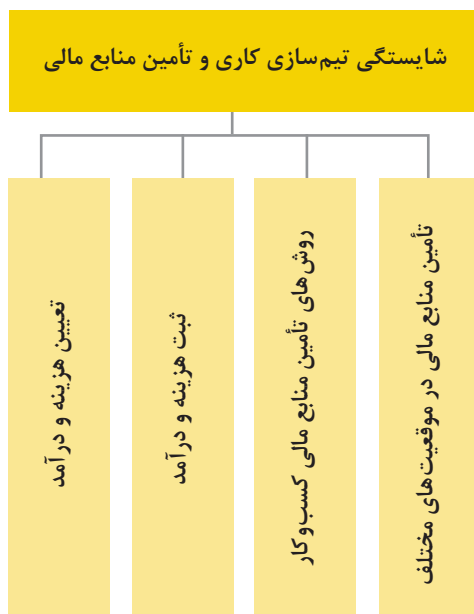 شایستگی تیم‌سازی کاری و تأمین منابع مالی
تأمین منابع مالی در موقعیت‌های مختلف
روش‌های تأمین منابع مالی کسب‌وکار
ثبت هزینه و درآمد
تعیین هزینه و درآمد